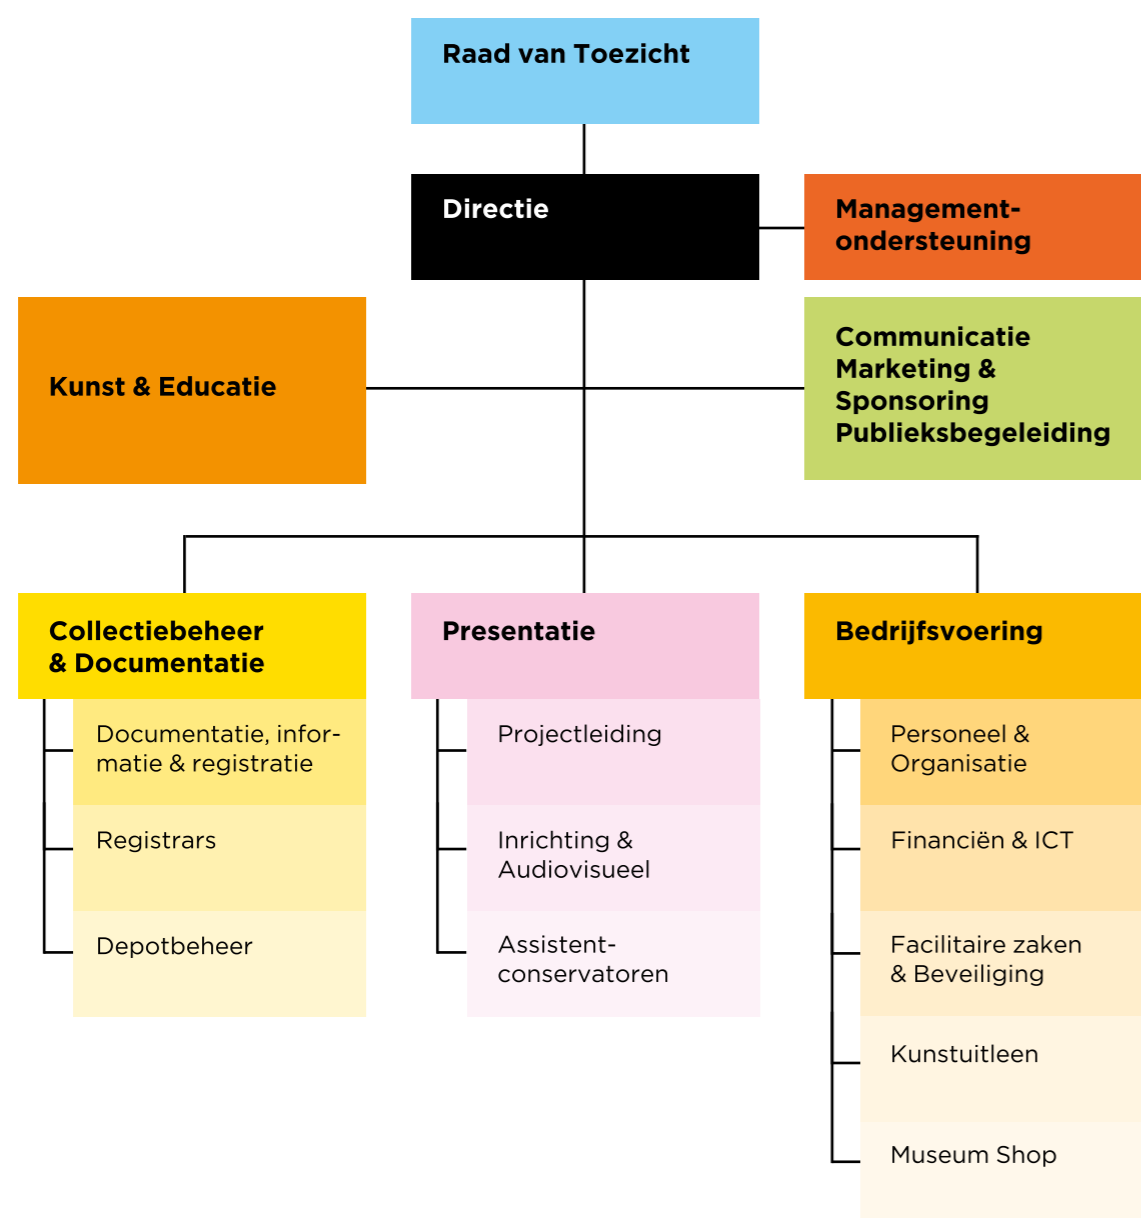 Raad van Toezicht
Directie
Management-
ondersteuning
Kunst & Educatie
Communicatie
Marketing &
Sponsoring
Publieksbegeleiding
Collectiebeheer
& Documentatie
Documentatie, infor-
matie & registratie
Registrars
Depotbeheer
Presentatie
Projectleiding
Inrichting &
Audiovisueel
Assistent-
conservatoren
Bedrijfsvoering
Personeel &
Organisatie
Financiën & ICT
Facilitaire zaken
& Beveiliging
Kunstuitleen
Museum Shop